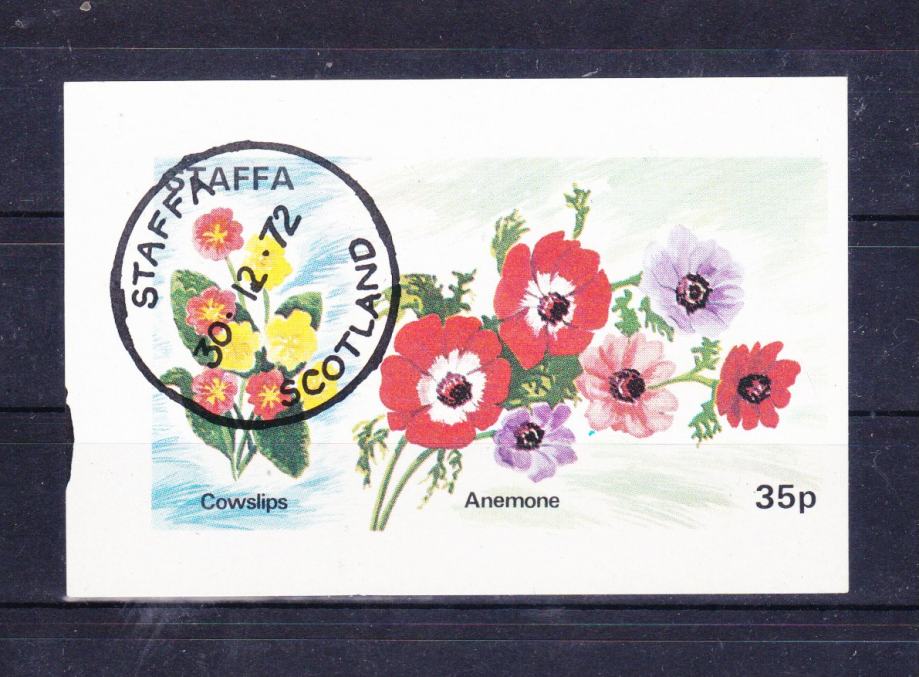 STAFFA
STAFFA
30.12.72
SCOTLAND
Cowslips
Anemone
35p